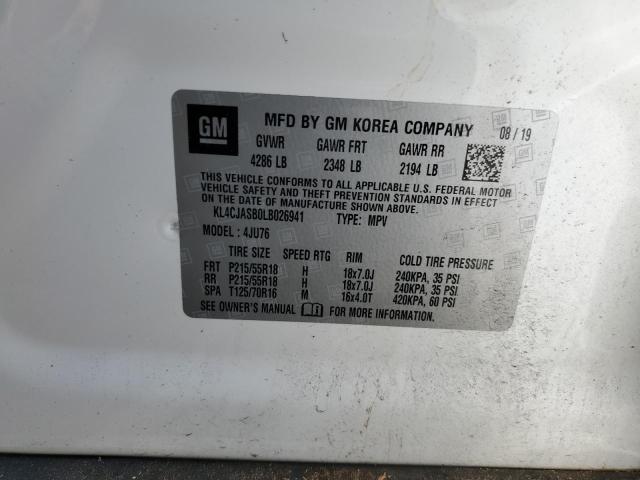 GM
MFD BY GM KOREA COMPANY 08 / 19
GVWR GAWR FRT GAWR RR
4286 LB 2348 LB 2194 LB
THIS VEHICLE CONFORMS TO ALL APPLICABLE U.S. FEDERAL MOTOR
VEHICLE SAFETY AND THEFT PREVENTION STANDARDS IN EFFECT
ON THE DATE OF MANUFACTURE SHOWN ABOVE.
KL4CJASB0LB026941 TYPE: MPV
MODEL : 4JU76
TIRE SIZE SPEED RTG RIM COLD TIRE PRESSURE
FRT P215/55R18 H 18x7.0J 240KPA, 35 PSI
RR P215/55R18 H 18x7.0J 240KPA, 35 PSI
SPA T125/70R16 M 16x4.0T 420KPA, 60 PSI
SEE OWNER'S MANUAL FOR MORE INFORMATION.